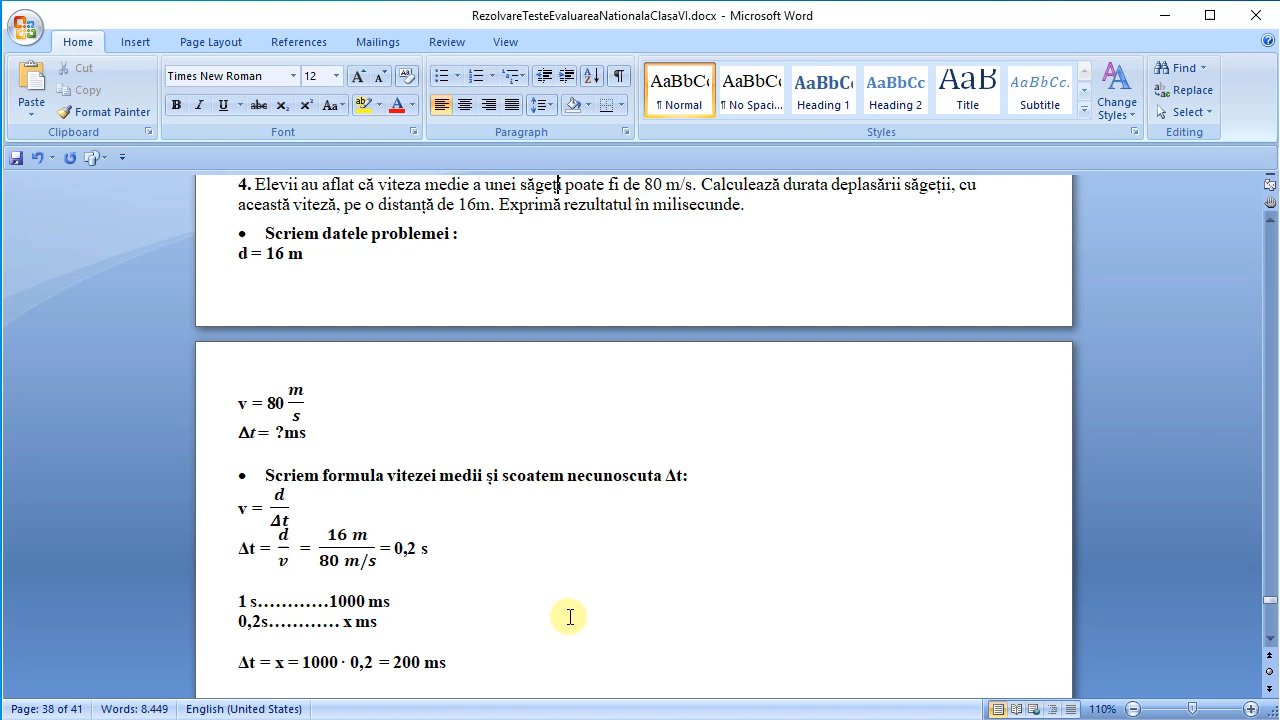 RezolvareTesteEvaluareaNationalaClasaVI.docx - Microsoft Word
Home Insert Page Layout References Mailings Review View
Paste
Cut
Copy
Format Painter
Clipboard
Times New Roman 12
Font
Paragraph
AaBbCc ¶ Normal
AaBbCc ¶ No Spaci...
AaBbCc Heading 1
AaBbCc Heading 2
AaB Title
AaBbCc Subtitle
Change Styles
Styles
Find
Replace
Select
Editing
4. Elevii au aflat că viteza medie a unei săgeți poate fi de 80 m/s. Calculează durata deplasării săgeții, cu
această viteză, pe o distanță de 16m. Exprimă rezultatul în milisecunde.
• Scriem datele problemei :
d = 16 m
v = 80 m/s
Δt = ?ms
• Scriem formula vitezei medii și scoatem necunoscuta Δt:
v = d/Δt
Δt = d/v = 16 m/80 m/s = 0,2 s
1 s…………1000 ms
0,2s………… x ms
Δt = x = 1000 · 0,2 = 200 ms
Page: 38 of 41 Words: 8.449 English (United States) 110%